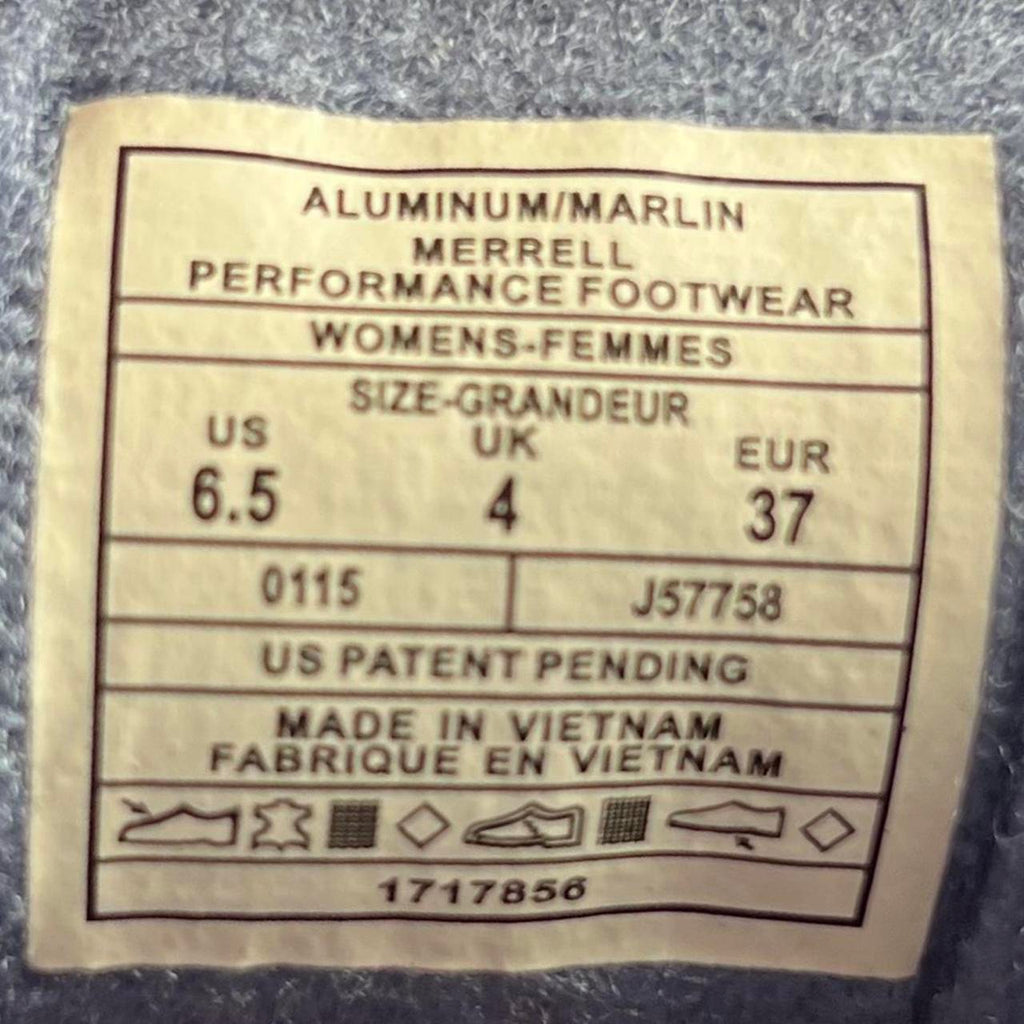 ALUMINUM/MARLIN
MERRELL
PERFORMANCE FOOTWEAR
WOMENS-FEMMES
SIZE-GRANDEUR
US UK EUR
6.5 4 37
0115 J57758
US PATENT PENDING
MADE IN VIETNAM
FABRIQUE EN VIETNAM
1717856